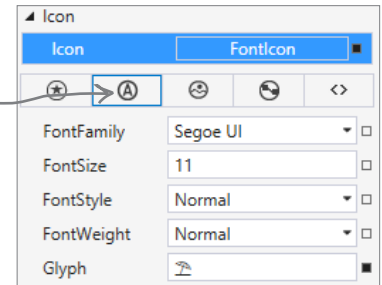 Icon
Icon FontIcon
A
FontFamily Segoe UI
FontSize 11
FontStyle Normal
FontWeight Normal
Glyph ⛱